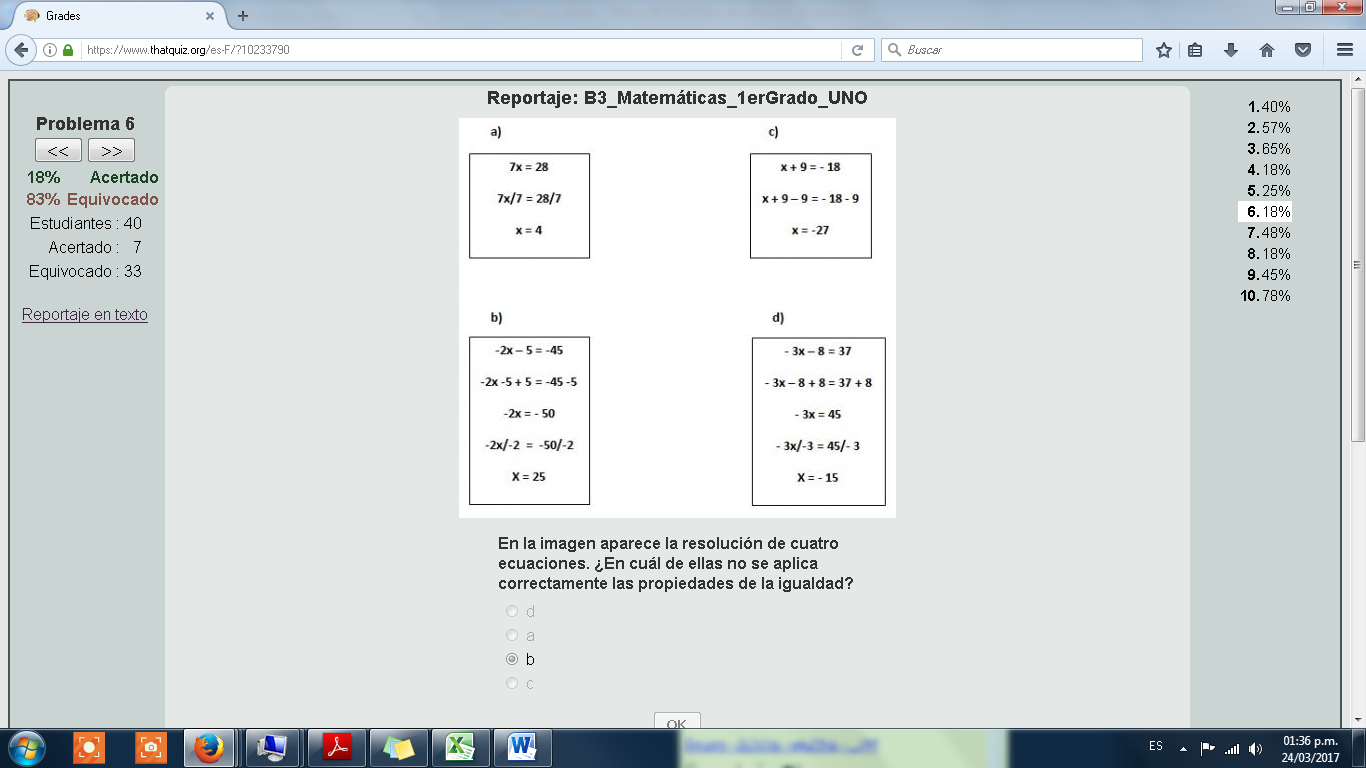 Grades
https://www.thatquiz.org/es-F/?10233790
Buscar
Reportaje: B3_Matemáticas_1erGrado_UNO
Problema 6
<<
>>
18% Acertado
83% Equivocado
Estudiantes : 40
Acertado : 7
Equivocado : 33
Reportaje en texto
a)
7x = 28
7x/7 = 28/7
x = 4
c)
x + 9 = - 18
x + 9 – 9 = - 18 - 9
x = -27
b)
-2x – 5 = -45
-2x -5 + 5 = -45 -5
-2x = - 50
-2x/-2 = -50/-2
X = 25
d)
- 3x – 8 = 37
- 3x – 8 + 8 = 37 + 8
- 3x = 45
- 3x/-3 = 45/- 3
X = - 15
En la imagen aparece la resolución de cuatro
ecuaciones. ¿En cuál de ellas no se aplica
correctamente las propiedades de la igualdad?
d
a
b
c
OK
1. 40%
2. 57%
3. 65%
4. 18%
5. 25%
6. 18%
7. 48%
8. 18%
9. 45%
10. 78%
ES
01:36 p.m.
24/03/2017